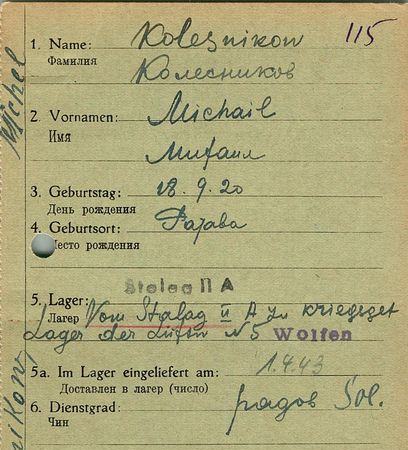 115
1. Name: Kolesnikow
Фамилия Колесников
2. Vornamen: Michail
Имя Михаил
3. Geburtstag: 18.9.20
День рождения
4. Geburtsort:
Место рождения
Stalag II A
5. Lager: Vom Stalag II A zu kriegsgef
Лагер
Lager der Luftw N5 Wolfen
5a. Im Lager eingeliefert am: 1.4.43
Доставлен в лагер (число)
6. Dienstgrad: Sol.
Чин
Michel